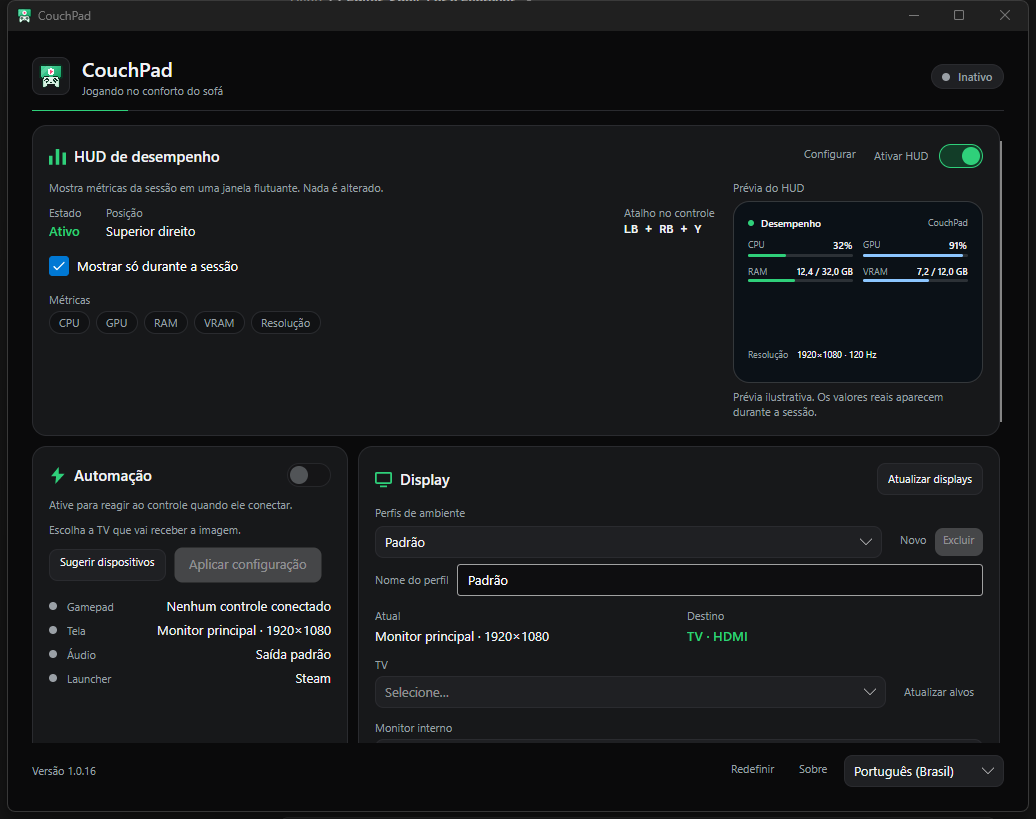 CouchPad
CouchPad
Jogando no conforto do sofá
Inativo
HUD de desempenho
Configurar
Ativar HUD
Mostra métricas da sessão em uma janela flutuante. Nada é alterado.
Estado
Posição
Ativo
Superior direito
Atalho no controle
LB + RB + Y
Mostrar só durante a sessão
Métricas
CPU
GPU
RAM
VRAM
Resolução
Prévia do HUD
Desempenho
CouchPad
CPU 32% GPU 91%
RAM 12,4 / 32,0 GB VRAM 7,2 / 12,0 GB
Resolução 1920×1080 · 120 Hz
Prévia ilustrativa. Os valores reais aparecem
durante a sessão.
Automação
Ative para reagir ao controle quando ele conectar.
Escolha a TV que vai receber a imagem.
Sugerir dispositivos
Aplicar configuração
Gamepad Nenhum controle conectado
Tela Monitor principal · 1920×1080
Áudio Saída padrão
Launcher Steam
Display
Atualizar displays
Perfis de ambiente
Padrão
Novo
Excluir
Nome do perfil
Padrão
Atual
Destino
Monitor principal · 1920×1080
TV · HDMI
TV
Selecione...
Atualizar alvos
Monitor interno
Versão 1.0.16
Redefinir
Sobre
Português (Brasil)